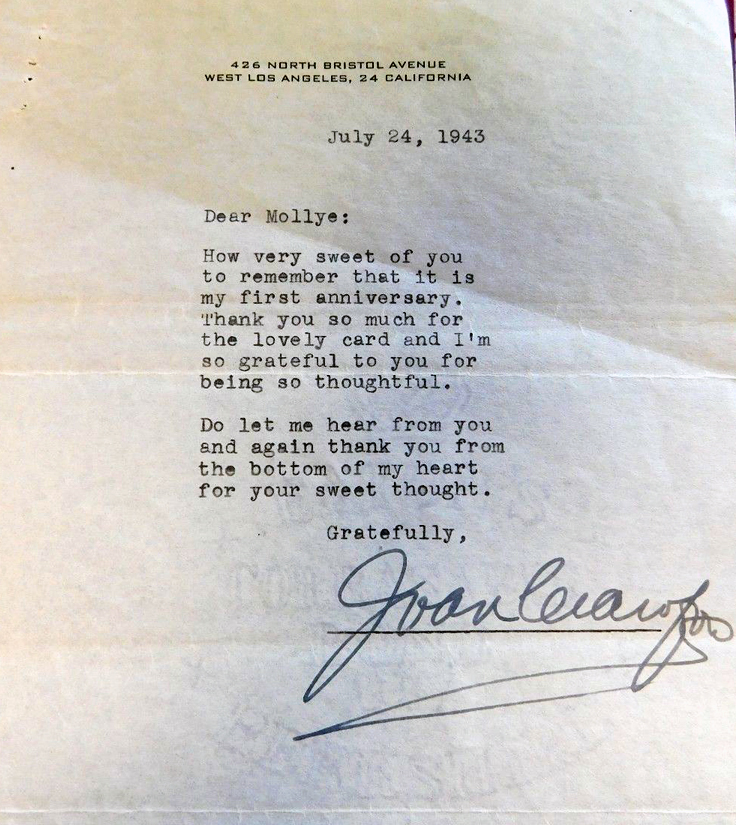 426 NORTH BRISTOL AVENUE
WEST LOS ANGELES, 24 CALIFORNIA
July 24, 1943
Dear Mollye:
How very sweet of you
to remember that it is
my first anniversary.
Thank you so much for
the lovely card and I'm
so grateful to you for
being so thoughtful.
Do let me hear from you
and again thank you from
the bottom of my heart
for your sweet thought.
Gratefully,
Joan Crawford